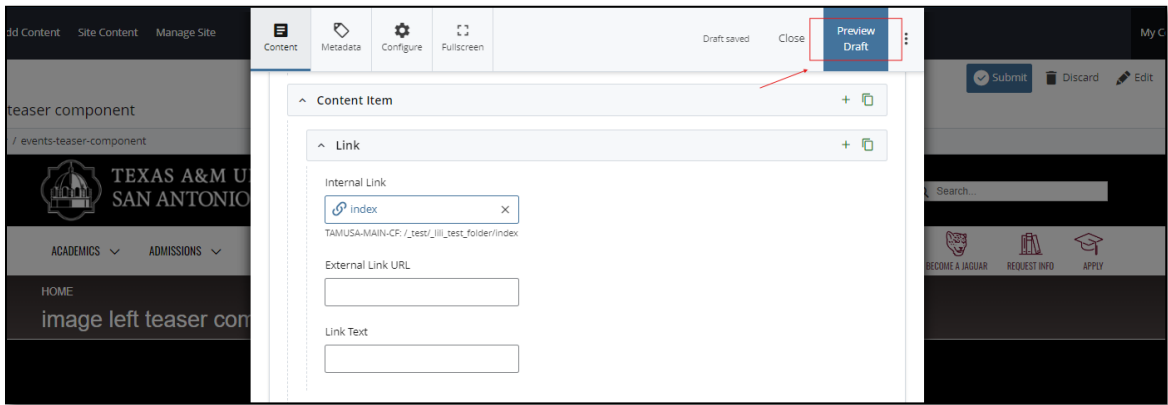 dd Content Site Content Manage Site
Content Metadata Configure Fullscreen
Draft saved Close Preview Draft
My C
Submit Discard Edit
teaser component
/ events-teaser-component
Content Item
Link
Internal Link
index
TAMUSA-MAIN-CF: /_test/_lili_test_folder/index
External Link URL
Link Text
TEXAS A&M U
SAN ANTONIO
Search...
ACADEMICS ADMISSIONS
BECOME A JAGUAR REQUEST INFO APPLY
HOME
image left teaser com